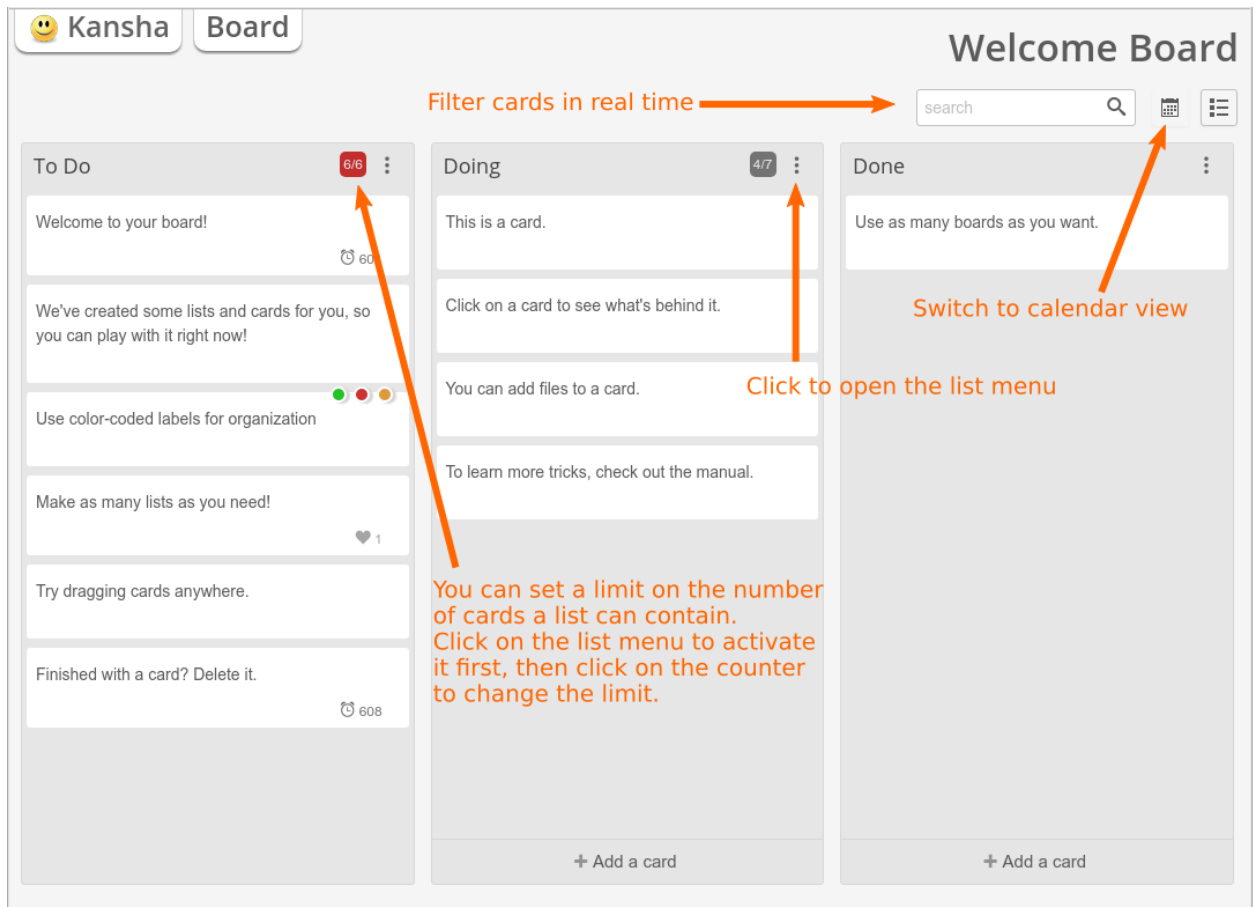 Kansha
Board
Welcome Board
Filter cards in real time
search
To Do
6/6
Welcome to your board!
We've created some lists and cards for you, so
you can play with it right now!
Use color-coded labels for organization
Make as many lists as you need!
1
Try dragging cards anywhere.
Finished with a card? Delete it.
608
Doing
4/7
This is a card.
Click on a card to see what's behind it.
You can add files to a card.
To learn more tricks, check out the manual.
Click to open the list menu
You can set a limit on the number
of cards a list can contain.
Click on the list menu to activate
it first, then click on the counter
to change the limit.
+ Add a card
Done
Use as many boards as you want.
Switch to calendar view
+ Add a card